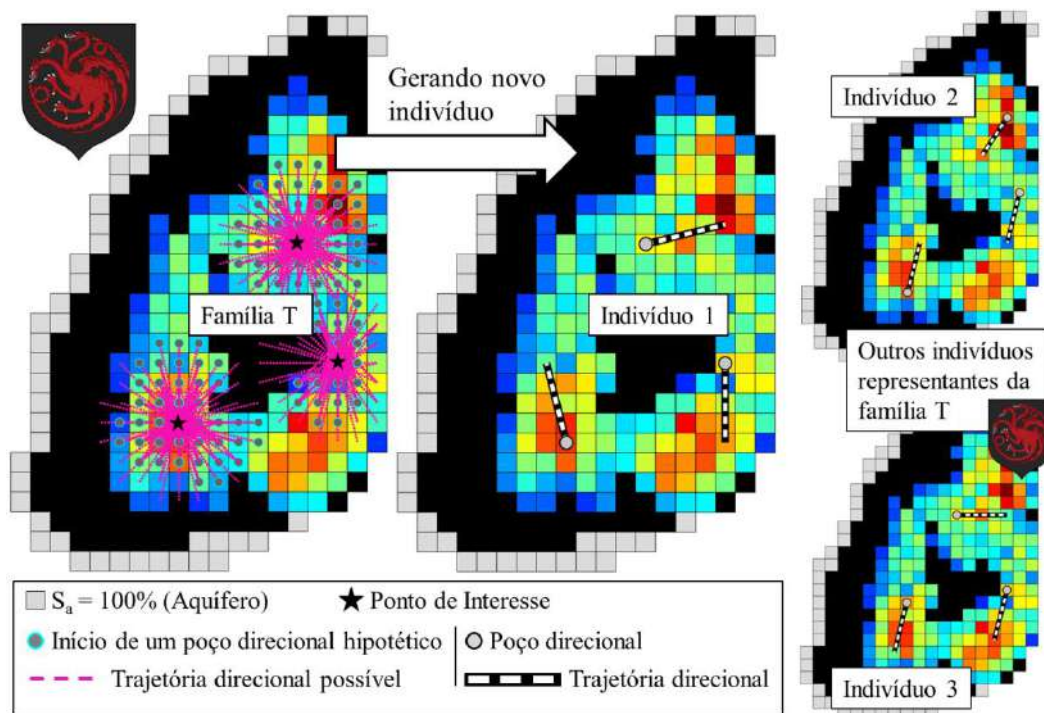 Gerando novo
indivíduo
Família T
Indivíduo 1
Indivíduo 2
Outros indivíduos
representantes da
família T
Indivíduo 3
Sa = 100% (Aquífero)
Ponto de Interesse
Início de um poço direcional hipotético
Poço direcional
Trajetória direcional possível
Trajetória direcional